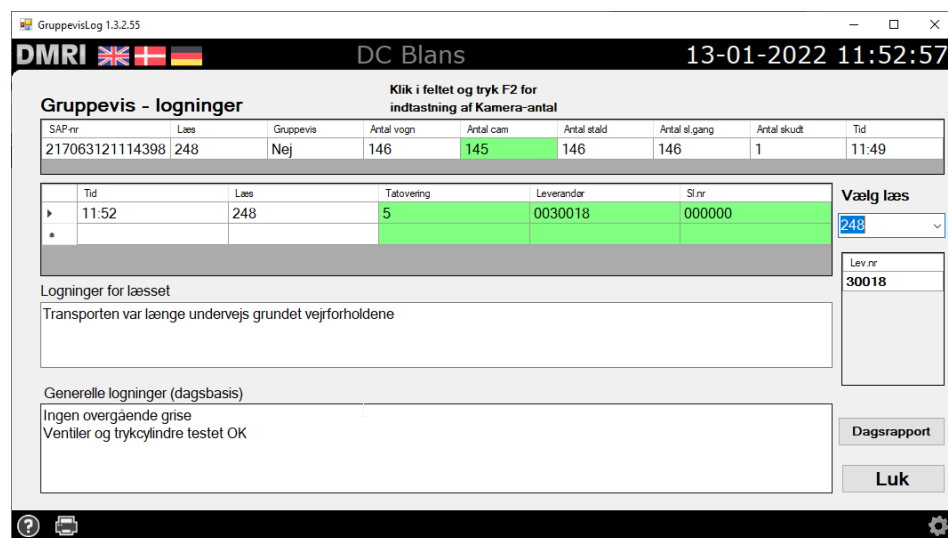 GruppevisLog 1.3.2.55
DMRI DC Blans 13-01-2022 11:52:57
Gruppevis - logninger
Klik i feltet og tryk F2 for
indtastning af Kamera-antal
SAP-nr Læs Gruppevis Antal vogn Antal cam Antal stald Antal sl.gang Antal skudt Tid
217063121114398 248 Nej 146 145 146 146 1 11:49
Tid Læs Tatovering Leverandør Sl.nr
11:52 248 5 0030018 000000
Vælg læs
248
Lev.nr
30018
Logninger for læsset
Transporten var længe undervejs grundet vejrforholdene
Generelle logninger (dagsbasis)
Ingen overgående grise
Ventiler og trykcylindre testet OK
Dagsrapport
Luk